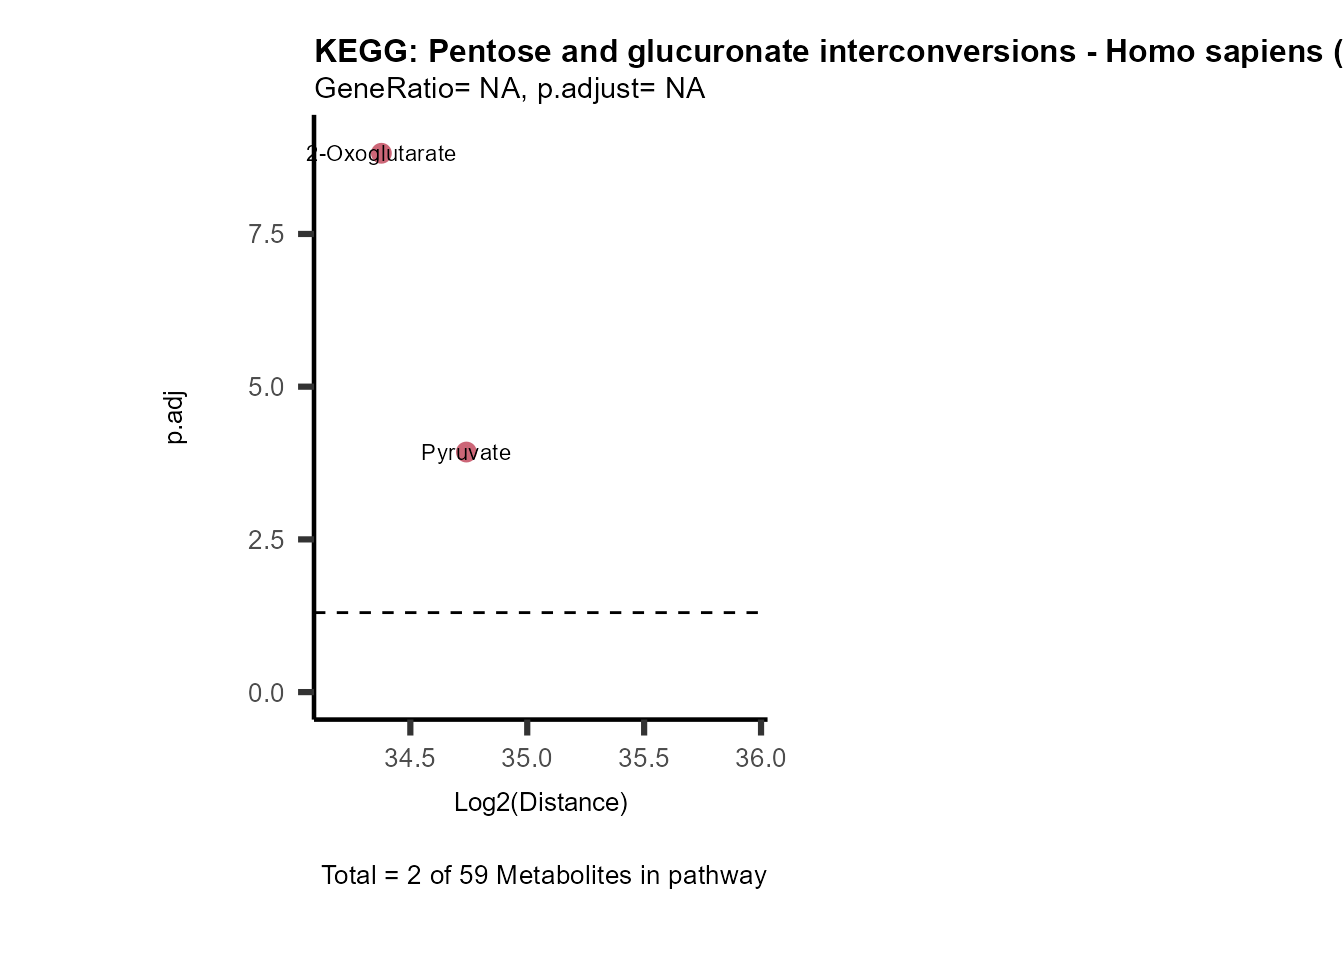 KEGG: Pentose and glucuronate interconversions - Homo sapiens (
GeneRatio= NA, p.adjust= NA
2-Oxoglutarate
7.5
5.0
p.adj
Pyruvate
2.5
0.0
34.5 35.0 35.5 36.0
Log2(Distance)
Total = 2 of 59 Metabolites in pathway